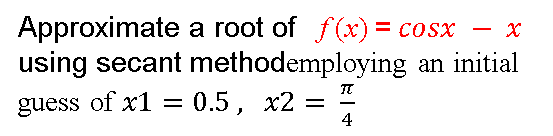 Approximate a root of f(x) = cosx − x
using secant methodemploying an initial
guess of x1 = 0.5 , x2 = π/4